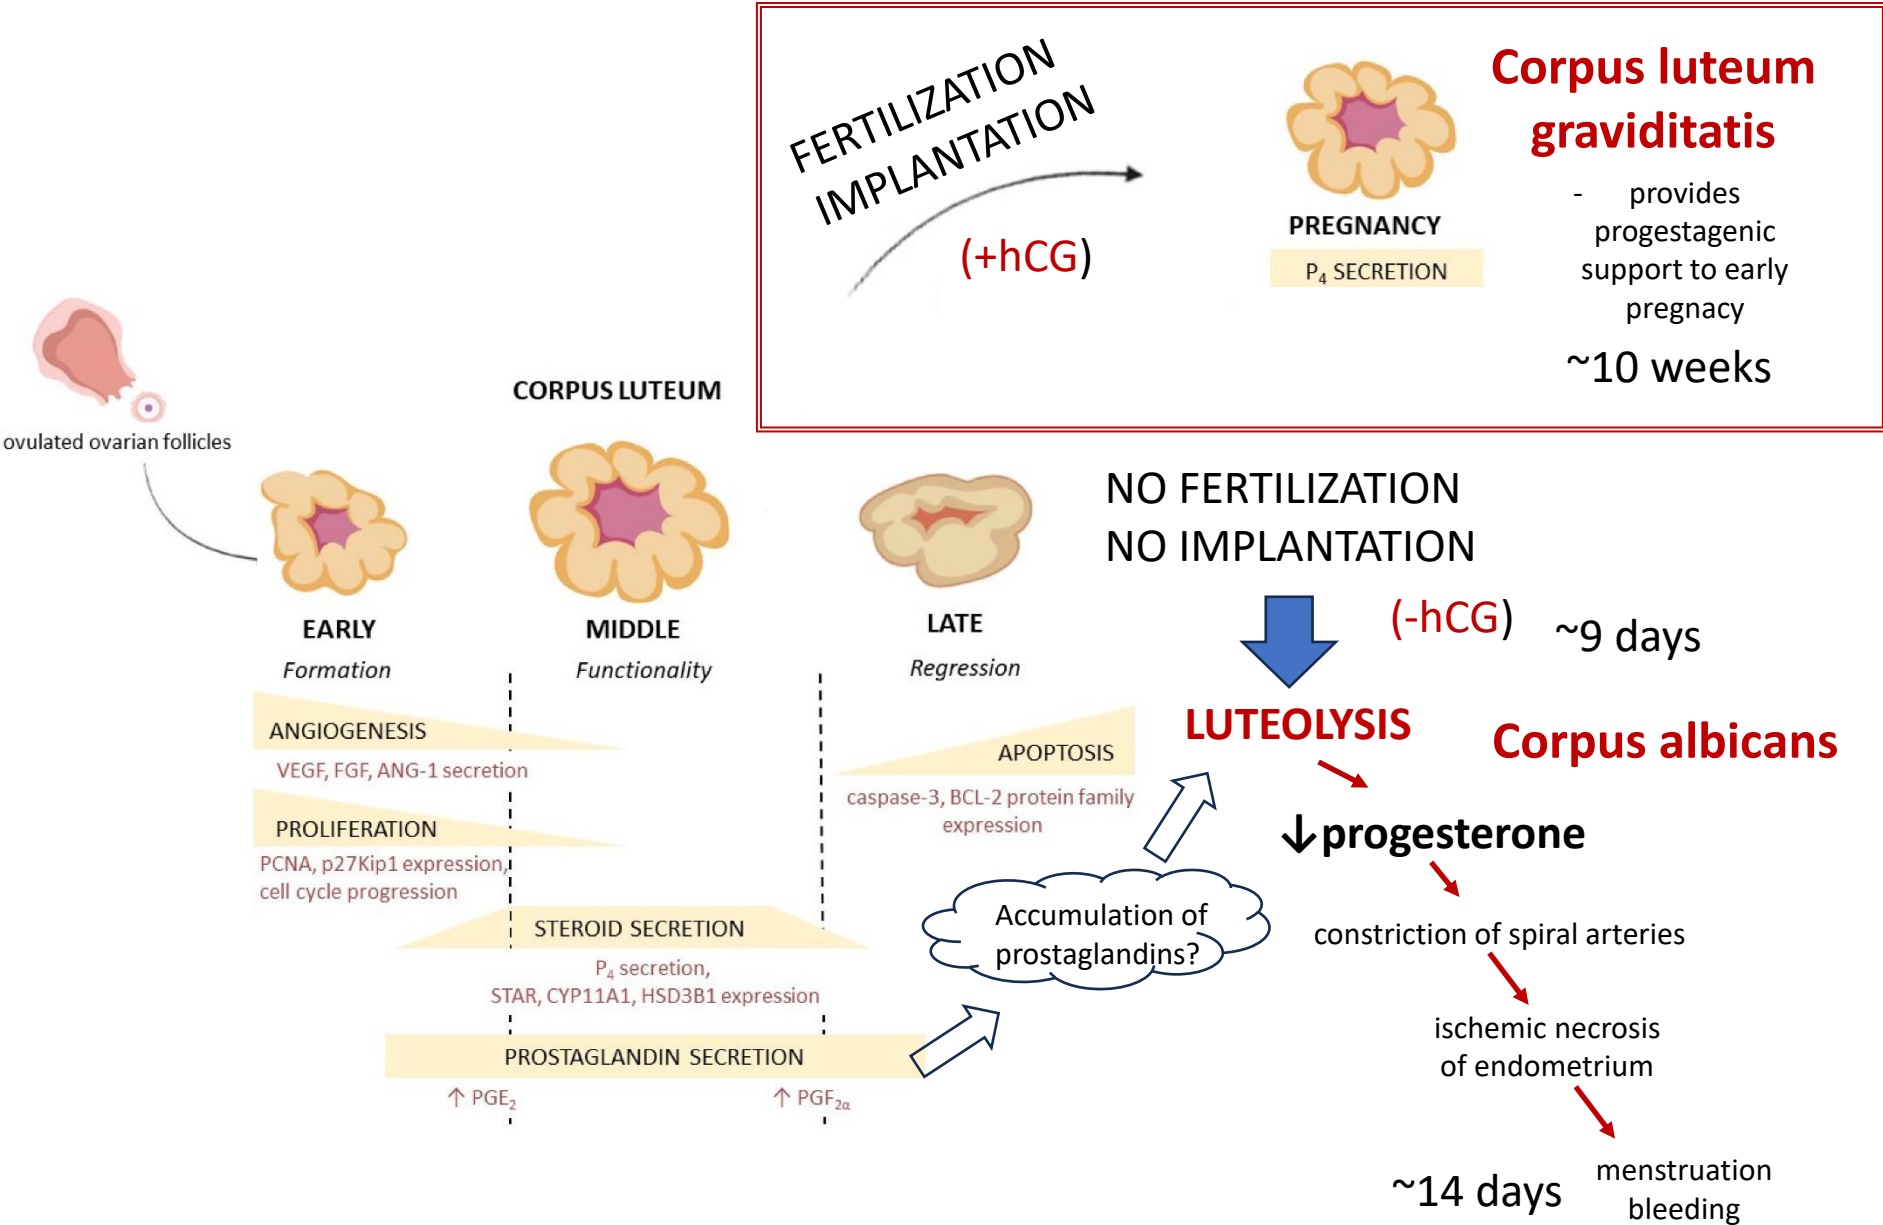 FERTILIZATION
IMPLANTATION
(+hCG)
PREGNANCY
P₄ SECRETION
Corpus luteum
graviditatis
- provides
progestagenic
support to early
pregnacy
~10 weeks
ovulated ovarian follicles
CORPUS LUTEUM
EARLY
Formation
MIDDLE
Functionality
LATE
Regression
ANGIOGENESIS
VEGF, FGF, ANG-1 secretion
PROLIFERATION
PCNA, p27Kip1 expression,
cell cycle progression
STEROID SECRETION
P₄ secretion,
STAR, CYP11A1, HSD3B1 expression
PROSTAGLANDIN SECRETION
↑ PGE₂
↑ PGF₂α
APOPTOSIS
caspase-3, BCL-2 protein family
expression
Accumulation of
prostaglandins?
NO FERTILIZATION
NO IMPLANTATION
(-hCG)
~9 days
LUTEOLYSIS
Corpus albicans
↓progesterone
constriction of spiral arteries
ischemic necrosis
of endometrium
~14 days
menstruation
bleeding